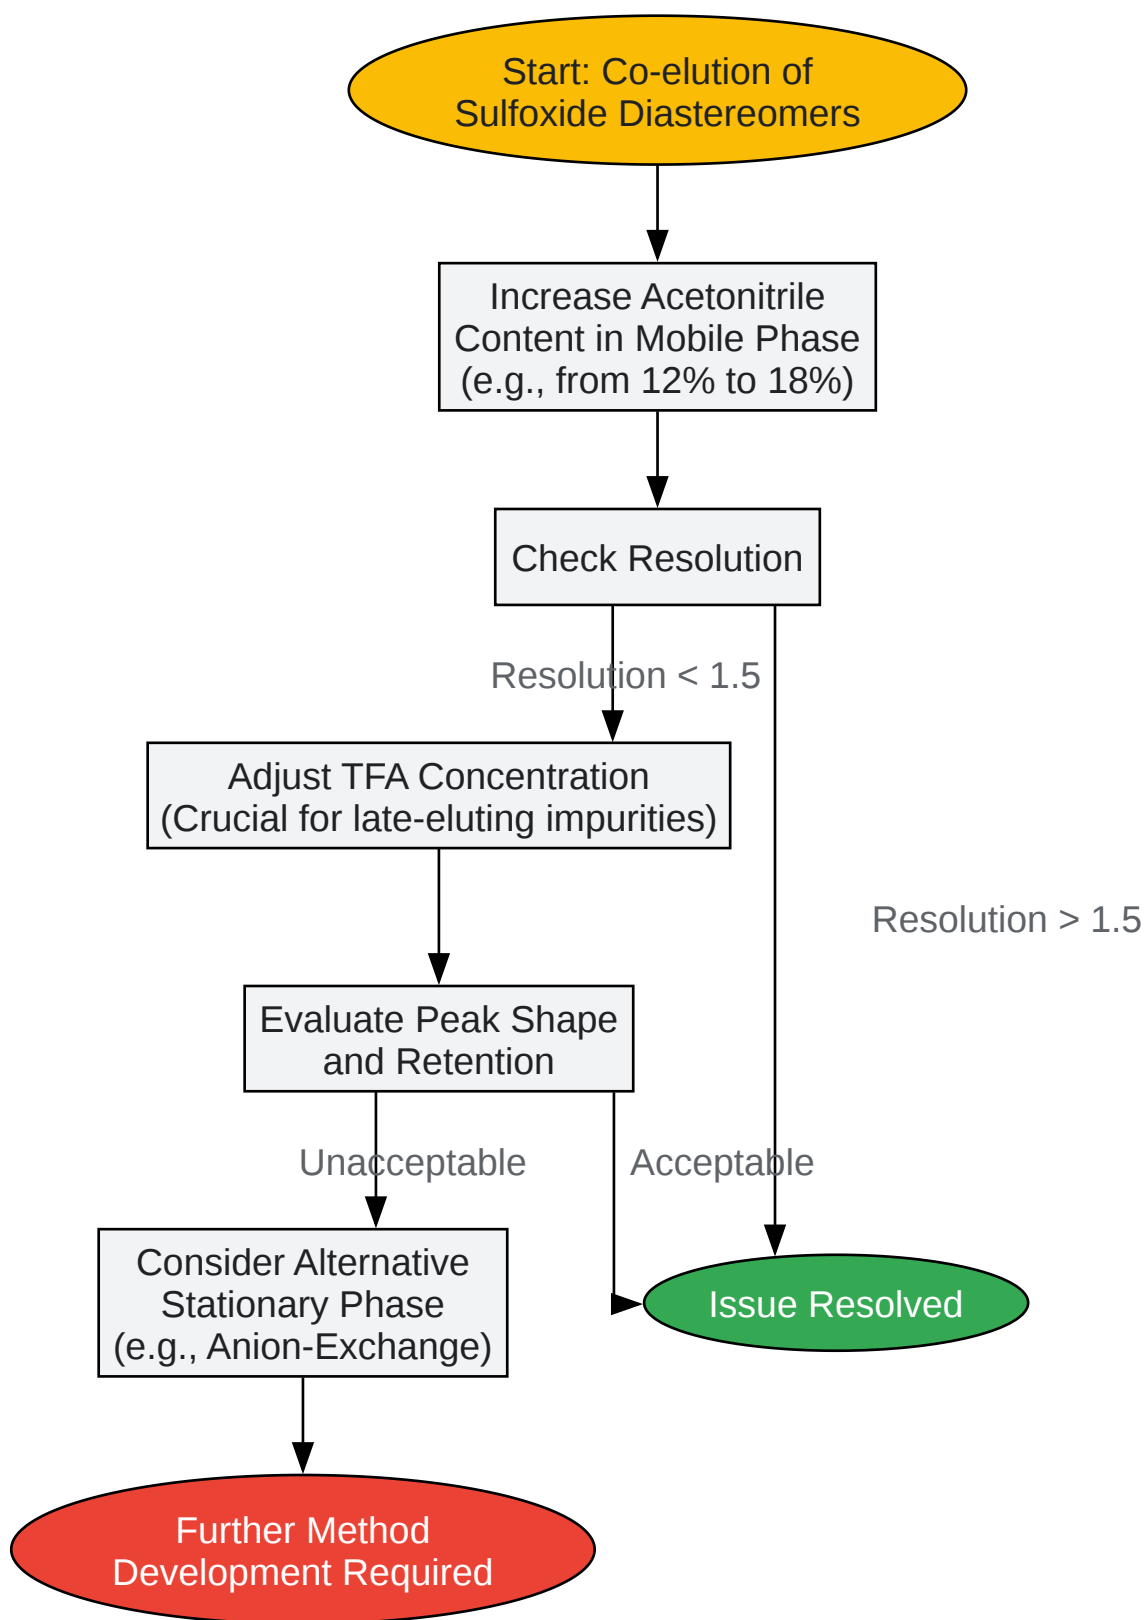 Start: Co-elution of
Sulfoxide Diastereomers
Increase Acetonitrile
Content in Mobile Phase
(e.g., from 12% to 18%)
Check Resolution
Resolution < 1.5
Adjust TFA Concentration
(Crucial for late-eluting impurities)
Resolution > 1.5
Evaluate Peak Shape
and Retention
Unacceptable
Acceptable
Consider Alternative
Stationary Phase
(e.g., Anion-Exchange)
Issue Resolved
Further Method
Development Required